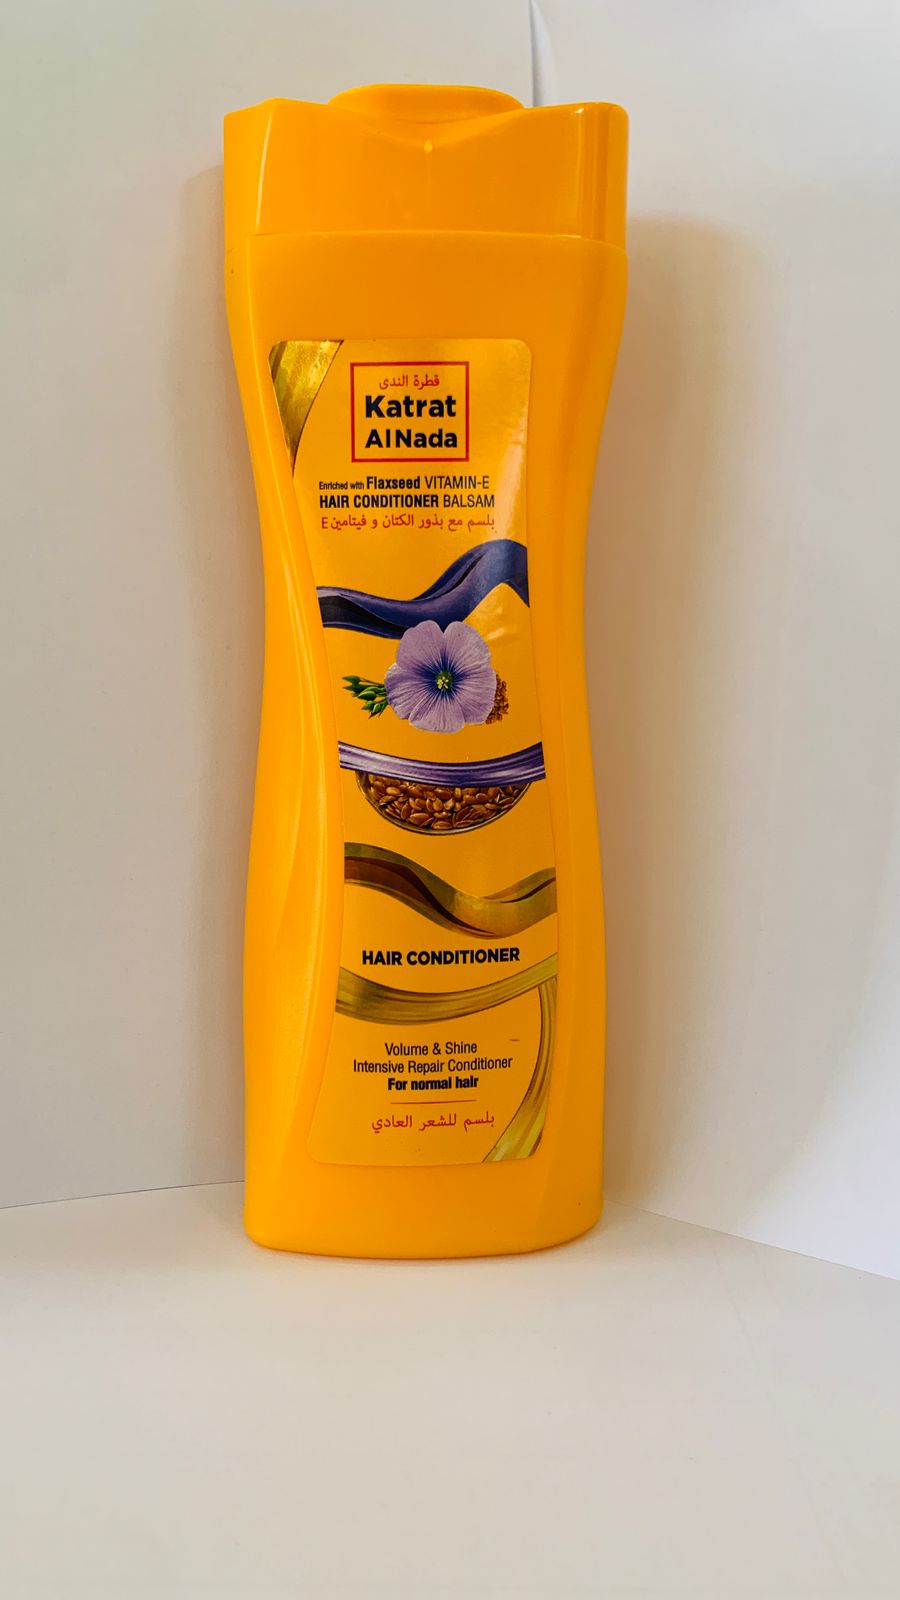 قطرة الندى
Katrat
AlNada
Enriched with Flaxseed VITAMIN-E
HAIR CONDITIONER BALSAM
بلسم مع بذور الكتان و فيتامين E
HAIR CONDITIONER
Volume & Shine
Intensive Repair Conditioner
For normal hair
بلسم للشعر العادي